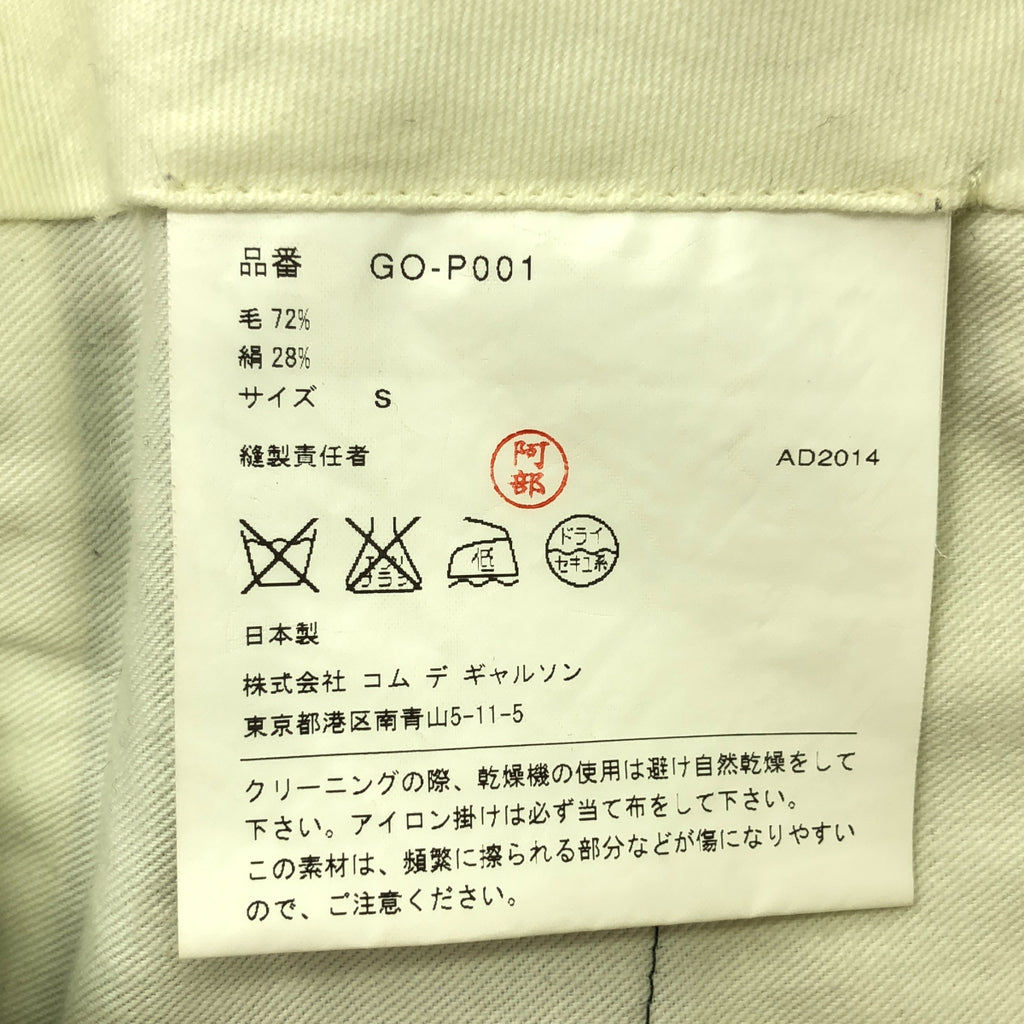 品番 GO-P001
毛 72%
絹 28%
サイズ S
縫製責任者 阿部 AD2014
エンソ サラシ 低 ドライ セキユ系
日本製
株式会社 コム デ ギャルソン
東京都港区南青山5-11-5
クリーニングの際、乾燥機の使用は避け自然乾燥をして
下さい。アイロン掛けは必ず当て布をして下さい。
この素材は、頻繁に擦られる部分などが傷になりやすい
ので、ご注意ください。